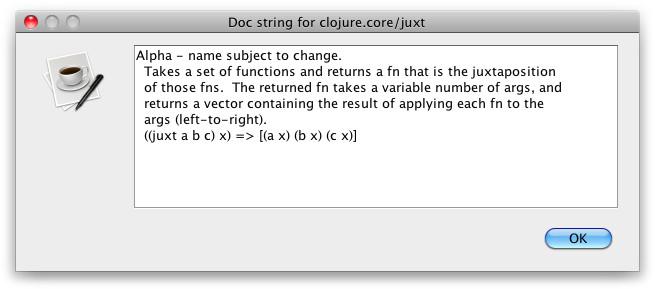 Doc string for clojure.core/juxt
Alpha - name subject to change.
Takes a set of functions and returns a fn that is the juxtaposition
of those fns.  The returned fn takes a variable number of args, and
returns a vector containing the result of applying each fn to the
args (left-to-right).
((juxt a b c) x) => [(a x) (b x) (c x)]
OK